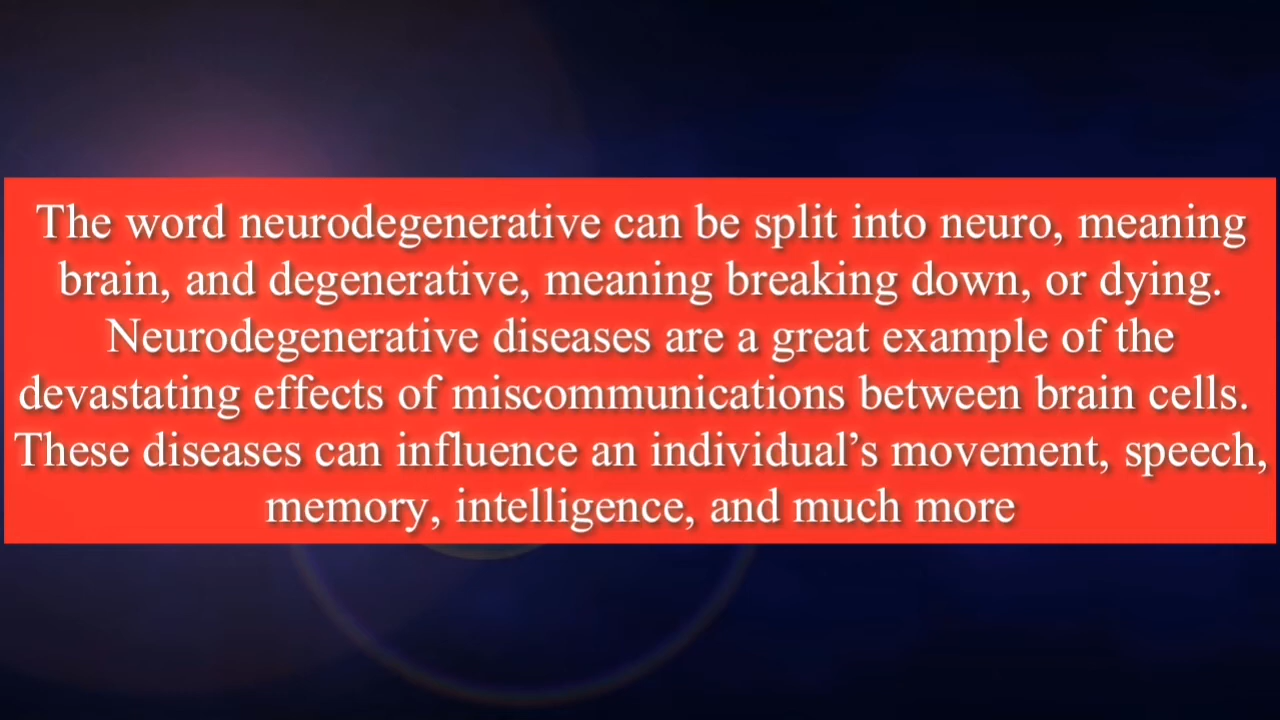 The word neurodegenerative can be split into neuro, meaning
brain, and degenerative, meaning breaking down, or dying.
Neurodegenerative diseases are a great example of the
devastating effects of miscommunications between brain cells.
These diseases can influence an individual’s movement, speech,
memory, intelligence, and much more